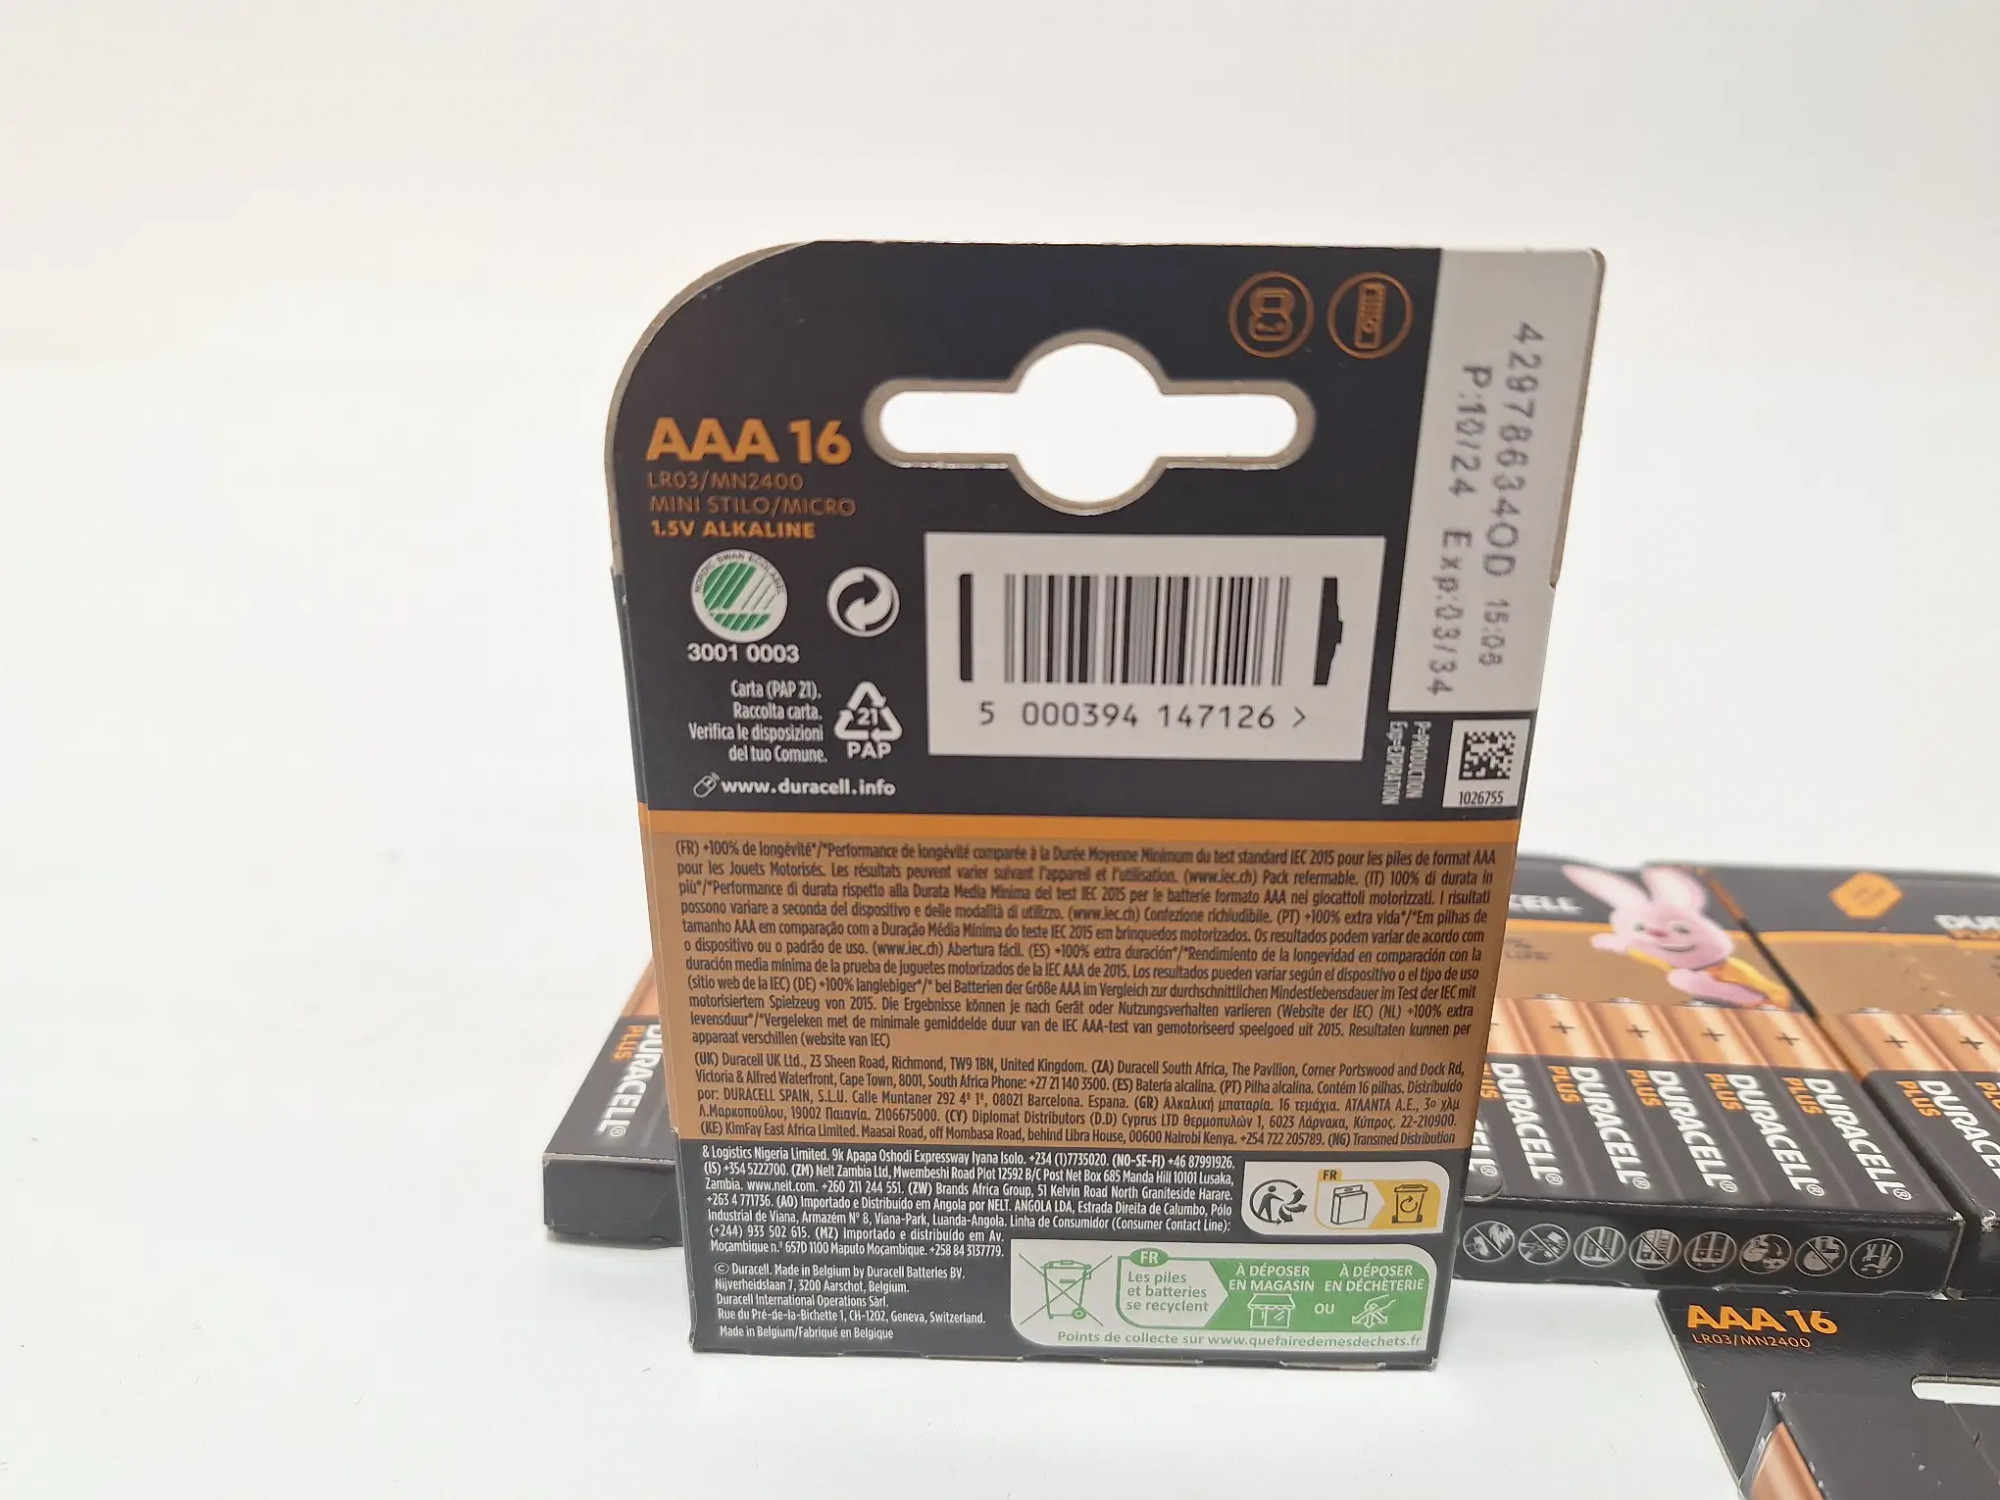 AAA 16
LR03/MN2400
MINI STILO/MICRO
1.5V ALKALINE
NORDIC SWAN ECOLABEL
3001 0003
Carta (PAP 21).
Raccolta carta.
Verifica le disposizioni
del tuo Comune.
21
PAP
www.duracell.info
5 000394 147126 >
4297866340D 15:08
P:10/24 Exp:03/34
P=PRODUCTION
Exp=EXPIRATION
1026755
(FR) +100% de longévité*/*Performance de longévité comparée à la Durée Moyenne Minimum du test standard IEC 2015 pour les piles de format AAA
pour les Jouets Motorisés. Les résultats peuvent varier suivant l'appareil et l'utilisation. (www.iec.ch) Pack refermable. (IT) 100% di durata in
più*/*Performance di durata rispetto alla Durata Media Minima del test IEC 2015 per le batterie formato AAA nei giocattoli motorizzati. I risultati
possono variare a seconda del dispositivo e delle modalità di utilizzo. (www.iec.ch) Confezione richiudibile. (PT) +100% extra vida*/*Em pilhas de
tamanho AAA em comparação com a Duração Média Mínima do teste IEC 2015 em brinquedos motorizados. Os resultados podem variar de acordo com
o dispositivo ou o padrão de uso. (www.iec.ch) Abertura fácil. (ES) +100% extra duración*/*Rendimiento de la longevidad en comparación con la
duración media mínima de la prueba de juguetes motorizados de la IEC AAA de 2015. Los resultados pueden variar según el dispositivo o el tipo de uso
(sitio web de la IEC) (DE) +100% langlebiger*/* bei Batterien der Größe AAA im Vergleich zur durchschnittlichen Mindestlebensdauer im Test der IEC mit
motorisiertem Spielzeug von 2015. Die Ergebnisse können je nach Gerät oder Nutzungsverhalten variieren (Website der IEC) (NL) +100% extra
levensduur*/*Vergeleken met de minimale gemiddelde duur van de IEC AAA-test van gemotoriseerd speelgoed uit 2015. Resultaten kunnen per
apparaat verschillen (website van IEC)
(UK) Duracell UK Ltd., 23 Sheen Road, Richmond, TW9 1BN, United Kingdom. (ZA) Duracell South Africa, The Pavilion, Corner Portswood and Dock Rd,
Victoria & Alfred Waterfront, Cape Town, 8001, South Africa Phone: +27 21 140 3500. (ES) Batería alcalina. (PT) Pilha alcalina. Contém 16 pilhas. Distribuído
por: DURACELL SPAIN, S.L.U. Calle Muntaner 292 4º 1ª, 08021 Barcelona. Espana. (GR) Αλκαλική μπαταρία. 16 τεμάχια. ΑΤΛΑΝΤΑ Α.Ε., 3ο χλμ
Λ.Μαρκοπούλου, 19002 Παιανία. 2106675000. (CY) Diplomat Distributors (D.D) Cyprus LTD Θερμοπυλών 1, 6023 Λάρνακα, Κύπρος. 22-210900.
(KE) KimFay East Africa Limited. Maasai Road, off Mombasa Road, behind Libra House, 00600 Nairobi Kenya. +254 722 205789. (NG) Transmed Distribution
& Logistics Nigeria Limited. 9k Apapa Oshodi Expressway Iyana Isolo. +234 (1)7735020. (NO-SE-FI) +46 87991926.
(IS) +354 5222700. (ZM) Nelt Zambia Ltd, Mwembeshi Road Plot 12592 B/C Post Net Box 685 Manda Hill 10101 Lusaka,
Zambia. www.nelt.com. +260 211 244 551. (ZW) Brands Africa Group, 51 Kelvin Road North Graniteside Harare.
+263 4 771736. (AO) Importado e Distribuído em Angola por NELT. ANGOLA LDA, Estrada Direita de Calumbo, Pólo
Industrial de Viana, Armazém Nº 8, Viana-Park, Luanda-Angola. Linha de Consumidor (Consumer Contact Line):
(+244) 933 502 615. (MZ) Importado e distribuído em Av.
Moçambique n.º 657D 1100 Maputo Moçambique. +258 84 3137779.
© Duracell. Made in Belgium by Duracell Batteries BV.
Nijverheidslaan 7, 3200 Aarschot, Belgium.
Duracell International Operations Sàrl.
Rue du Pré-de-la-Bichette 1, CH-1202, Geneva, Switzerland.
Made in Belgium/Fabriqué en Belgique
FR
FR
Les piles
et batteries
se recyclent
À DÉPOSER
EN MAGASIN
OU
À DÉPOSER
EN DÉCHÈTERIE
Points de collecte sur www.quefairedemesdechets.fr
DURACELL®
PLUS
DURACELL®
PLUS
DURACELL®
PLUS
DURACELL®
PLUS
DURACELL®
PLUS
DURACELL®
PLUS
AAA 16
LR03/MN2400